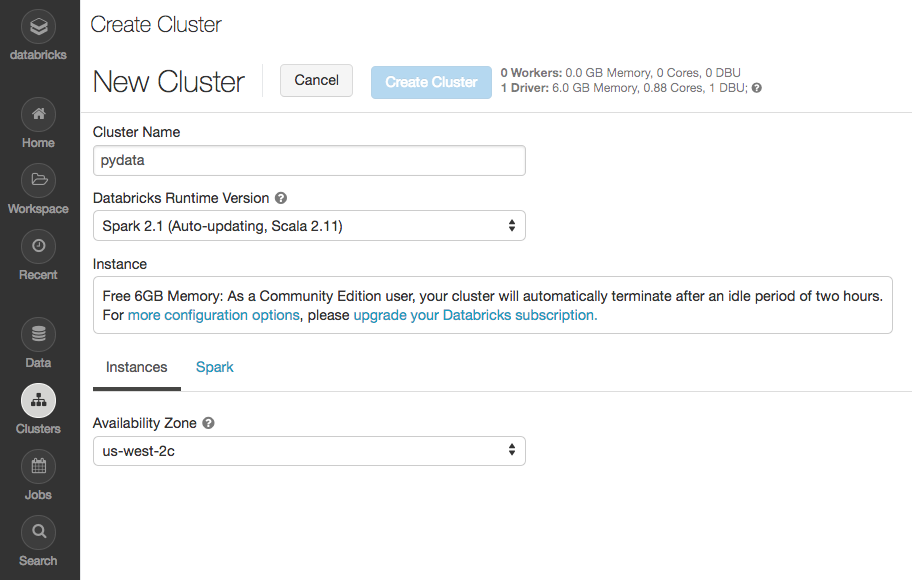 databricks
Home
Workspace
Recent
Data
Clusters
Jobs
Search
Create Cluster
New Cluster
Cancel
Create Cluster
0 Workers: 0.0 GB Memory, 0 Cores, 0 DBU
1 Driver: 6.0 GB Memory, 0.88 Cores, 1 DBU; ?
Cluster Name
pydata
Databricks Runtime Version ?
Spark 2.1 (Auto-updating, Scala 2.11)
Instance
Free 6GB Memory: As a Community Edition user, your cluster will automatically terminate after an idle period of two hours.
For more configuration options, please upgrade your Databricks subscription.
Instances Spark
Availability Zone ?
us-west-2c